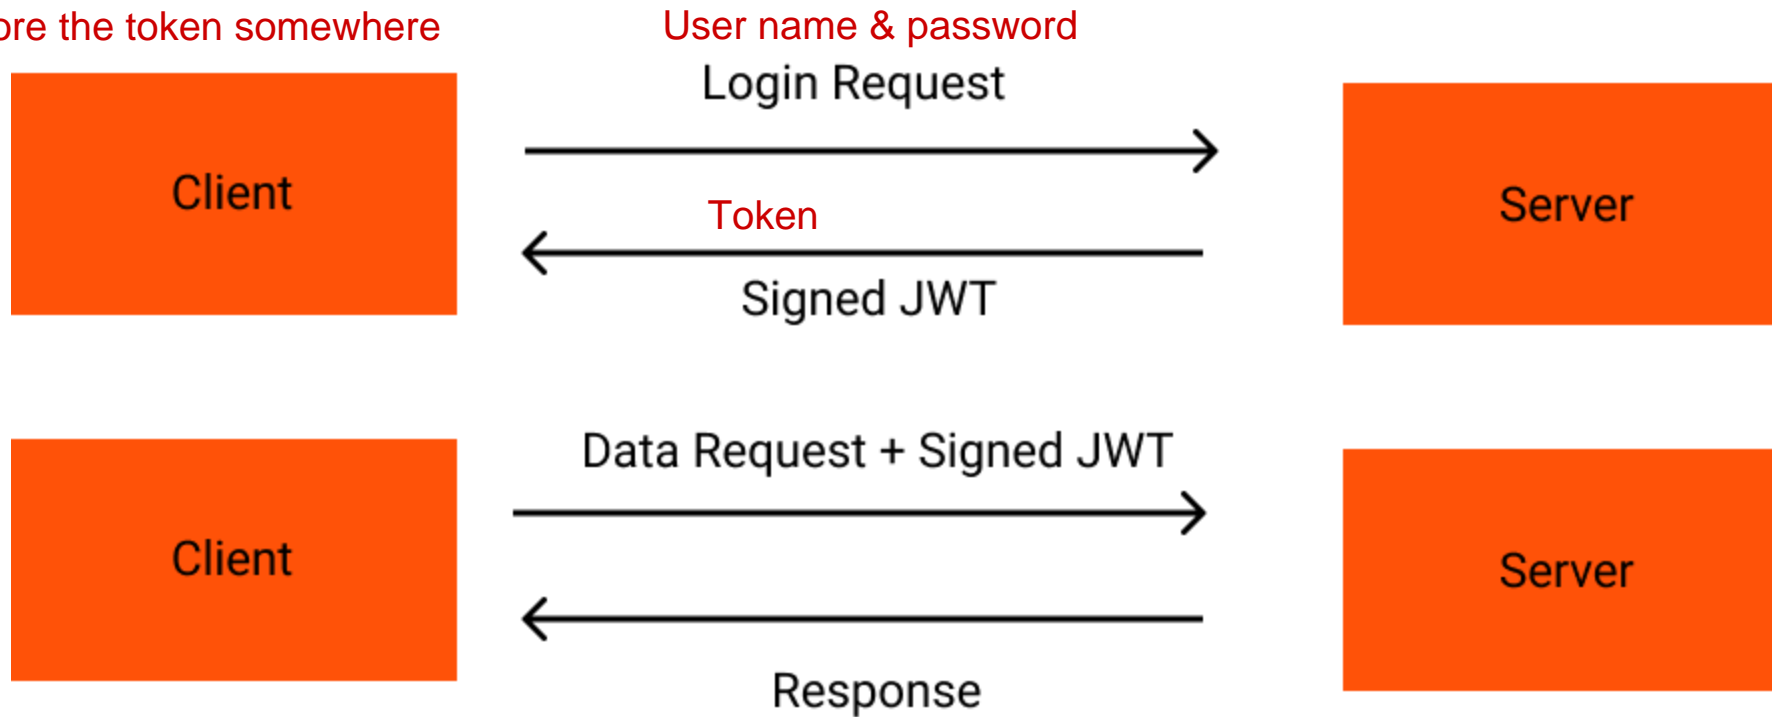 the token somewhere
User name & password
Login Request
Client
Server
Token
Signed JWT
Data Request + Signed JWT
Client
Server
Response